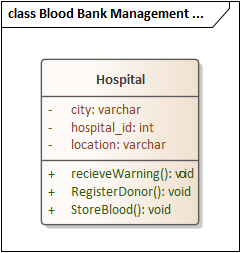 class Blood Bank Management ...
Hospital
- city: varchar
- hospital_id: int
- location: varchar
+ recieveWarning(): void
+ RegisterDonor(): void
+ StoreBlood(): void